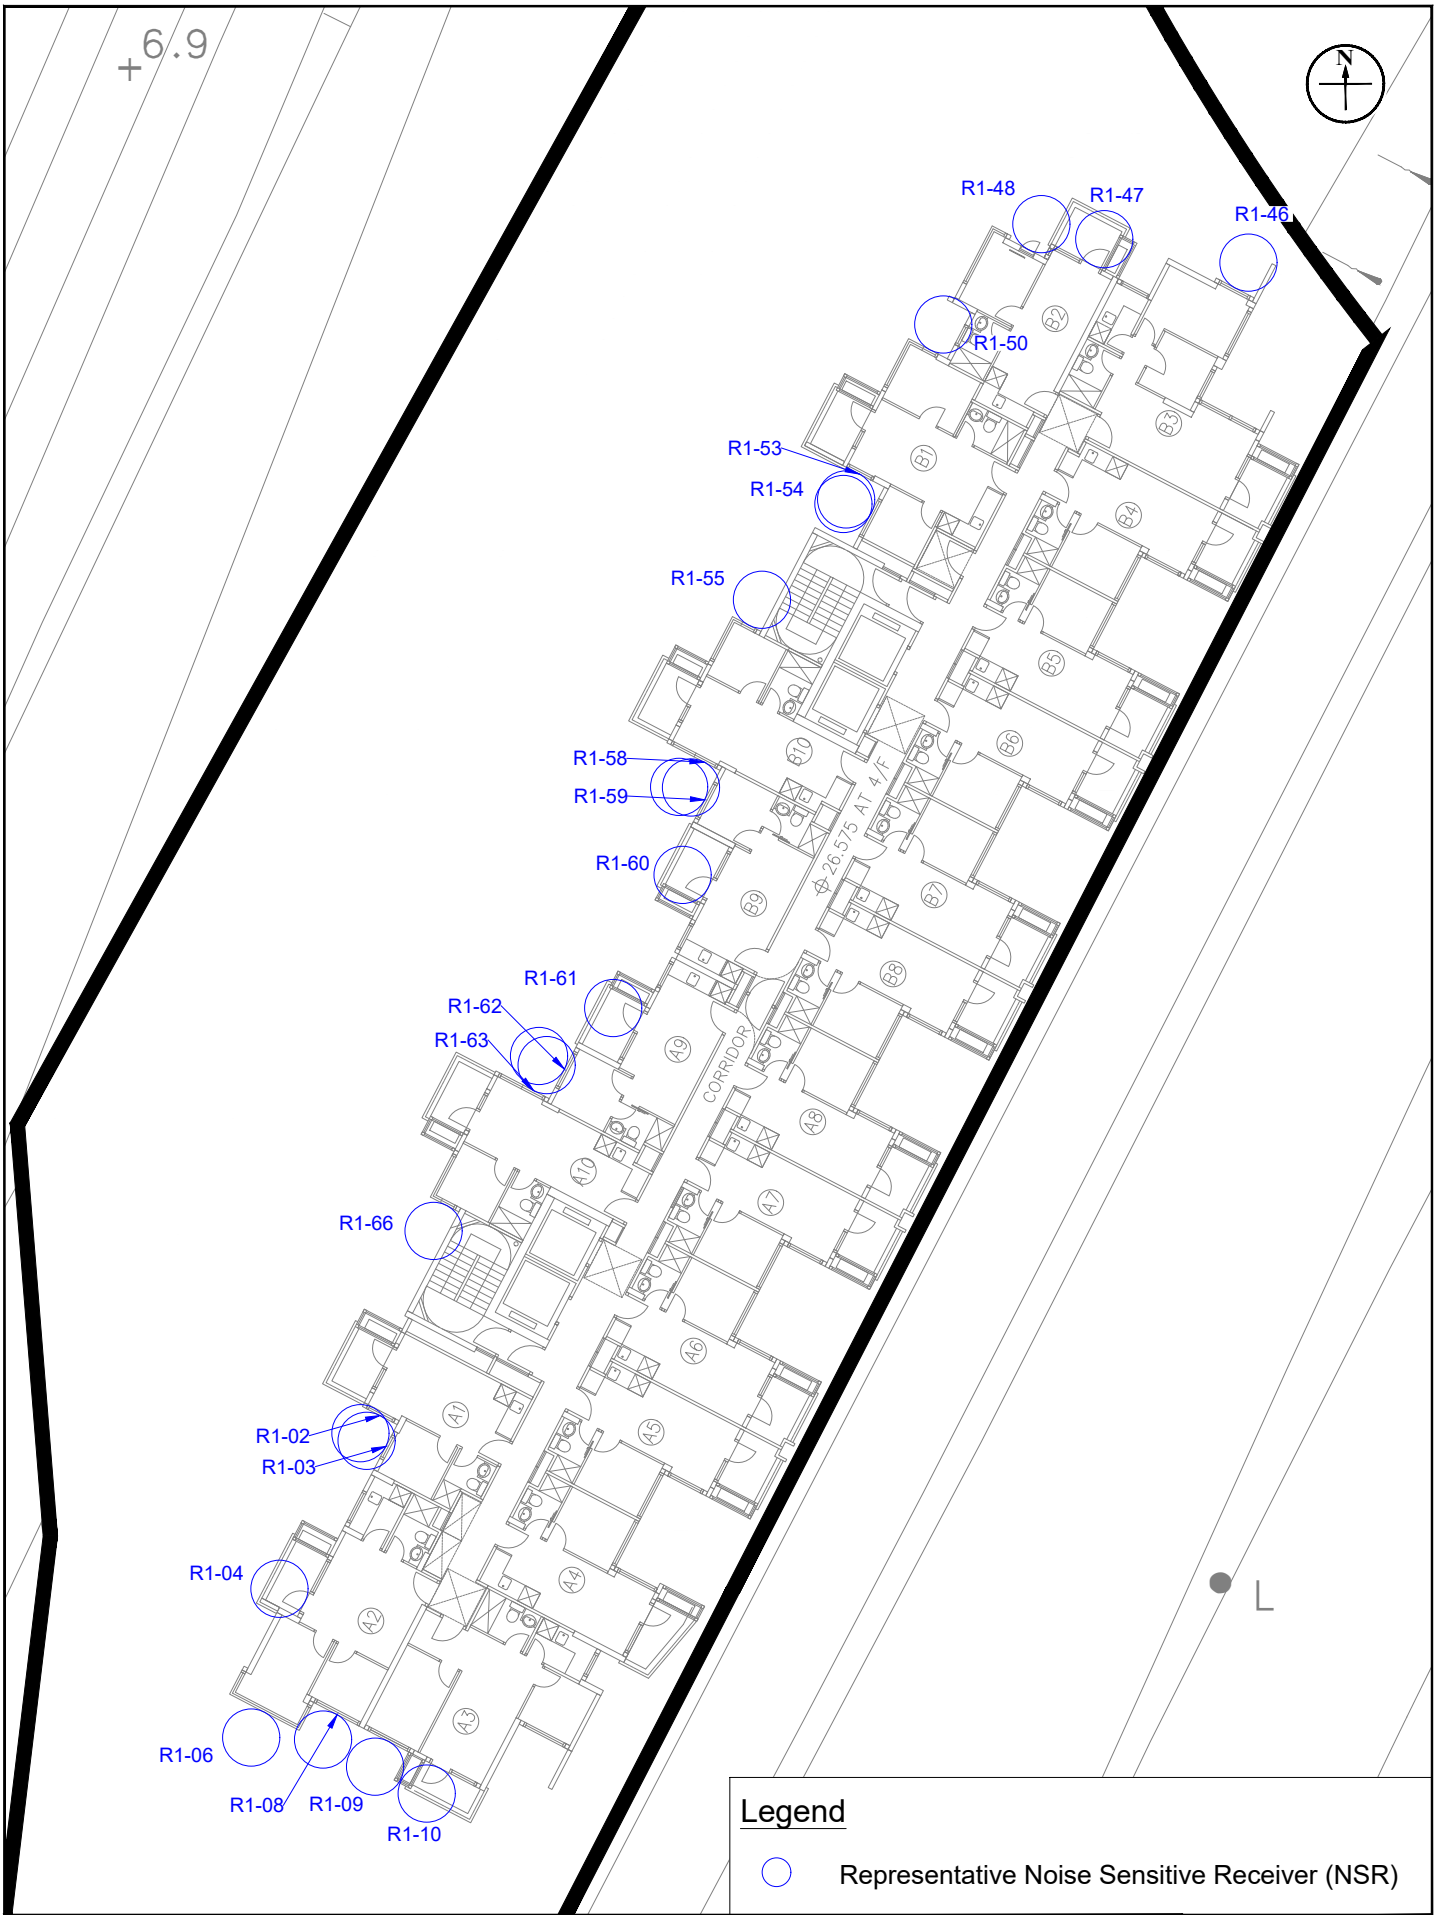 6.9
N
R1-48
R1-47
R1-46
B2
R1-50
B3
R1-53
B1
R1-54
B4
R1-55
B5
B10
B6
R1-58
26.575 AT 4/F
R1-59
R1-60
B7
B9
B8
R1-61
R1-62
R1-63
A9
CORRIDOR
A8
A10
A7
R1-66
A6
A1
R1-02
A5
R1-03
R1-04
A4
L
A2
A3
R1-06
R1-08
R1-09
R1-10
Legend
Representative Noise Sensitive Receiver (NSR)